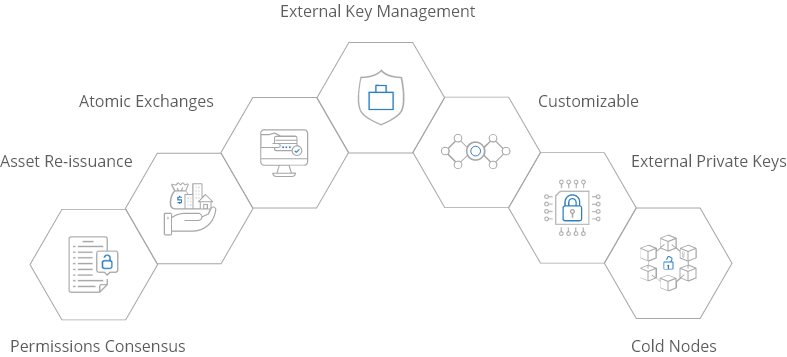 External Key Management
Atomic Exchanges
Customizable
Asset Re-issuance
External Private Keys
$
Permissions Consensus
Cold Nodes